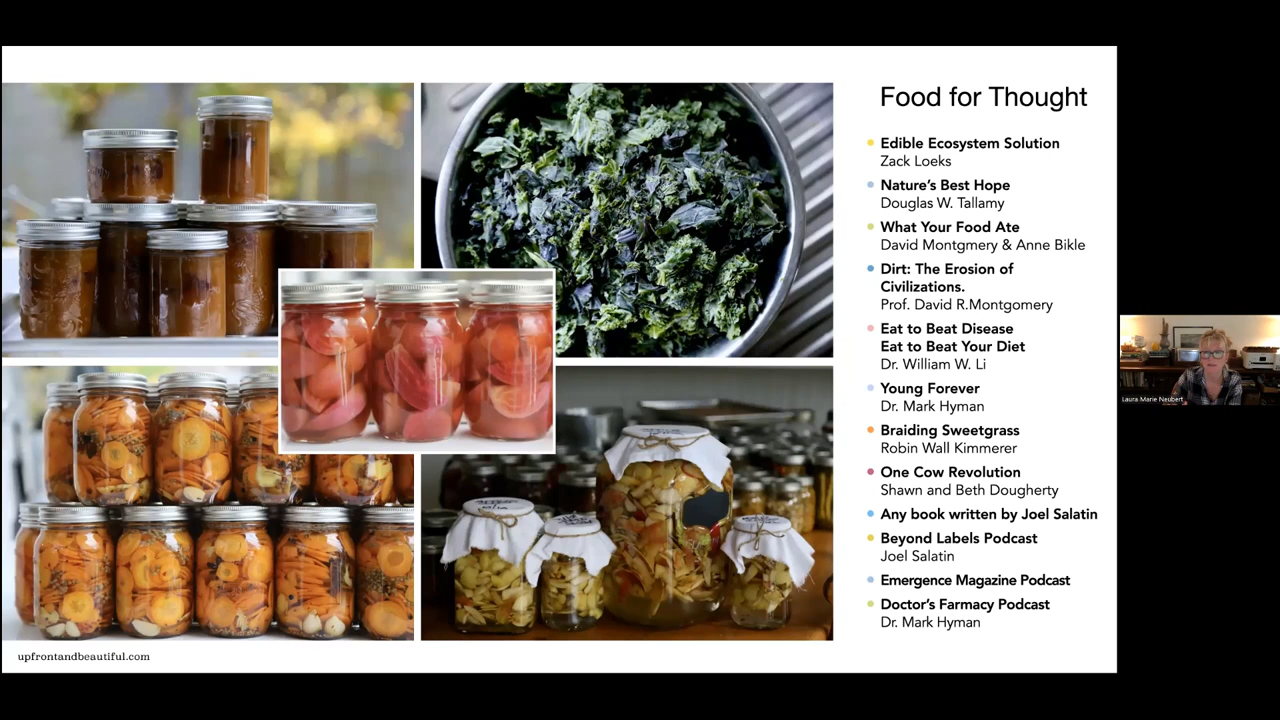 Food for Thought
Edible Ecosystem Solution
Zack Loeks
Nature's Best Hope
Douglas W. Tallamy
What Your Food Ate
David Montgmery & Anne Bikle
Dirt: The Erosion of
Civilizations.
Prof. David R.Montgomery
Eat to Beat Disease
Eat to Beat Your Diet
Dr. William W. Li
Young Forever
Dr. Mark Hyman
Braiding Sweetgrass
Robin Wall Kimmerer
One Cow Revolution
Shawn and Beth Dougherty
Any book written by Joel Salatin
Beyond Labels Podcast
Joel Salatin
Emergence Magazine Podcast
Doctor's Farmacy Podcast
Dr. Mark Hyman
upfrontandbeautiful.com
Laura Marie Neubert